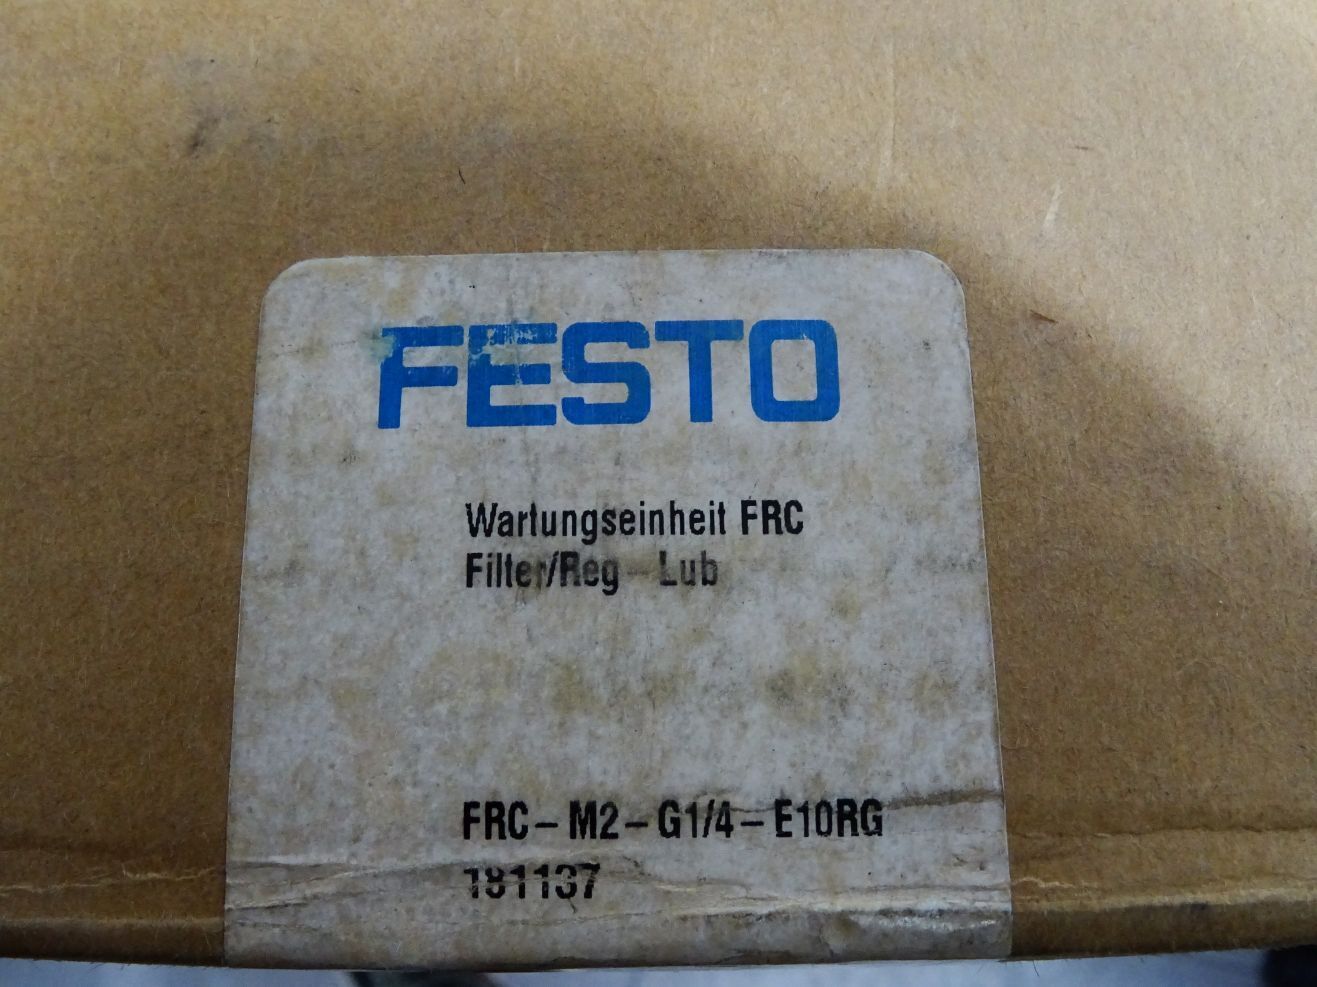 FESTO
Wartungseinheit FRC
Filter/Reg - Lub
FRC - M2 - G1/4 - E10RG
181137